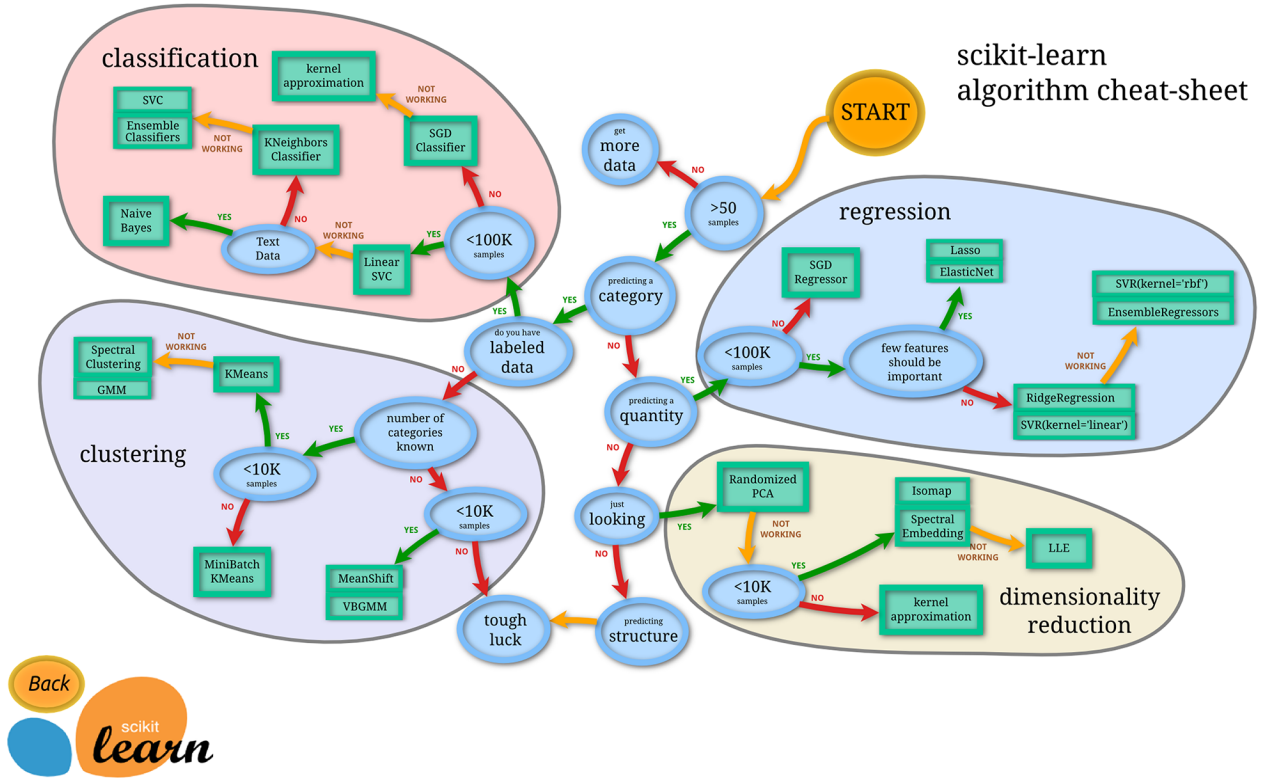 scikit-learn
algorithm cheat-sheet
START
get
more
data
NO
>50
samples
YES
predicting a
category
YES
NO
do you have
labeled
data
YES
NO
predicting a
quantity
YES
NO
just
looking
YES
NO
predicting
structure
tough
luck
classification
kernel
approximation
NOT
WORKING
SGD
Classifier
NO
<100K
samples
YES
Linear
SVC
NOT
WORKING
Text
Data
YES
Naive
Bayes
NO
KNeighbors
Classifier
NOT
WORKING
SVC
Ensemble
Classifiers
clustering
number of
categories
known
YES
NO
<10K
samples
YES
NO
KMeans
NOT
WORKING
Spectral
Clustering
GMM
MiniBatch
KMeans
<10K
samples
YES
NO
MeanShift
VBGMM
regression
<100K
samples
NO
YES
SGD
Regressor
few features
should be
important
YES
NO
Lasso
ElasticNet
RidgeRegression
SVR(kernel='linear')
NOT
WORKING
SVR(kernel='rbf')
EnsembleRegressors
dimensionality
reduction
Randomized
PCA
NOT
WORKING
<10K
samples
YES
NO
Isomap
Spectral
Embedding
NOT
WORKING
LLE
kernel
approximation
Back
scikit
learn